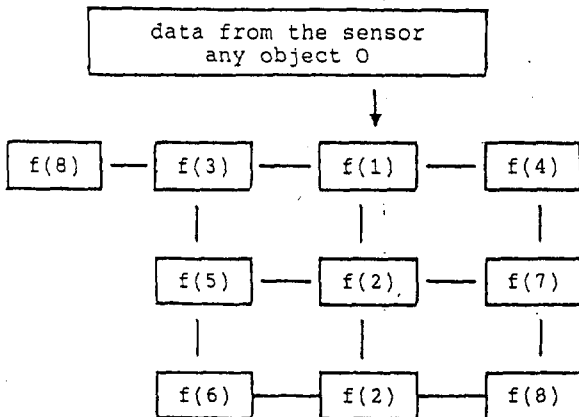 data from the sensor
any object O
f(8) f(3) f(1) f(4)
f(5) f(2) f(7)
f(6) f(2) f(8)